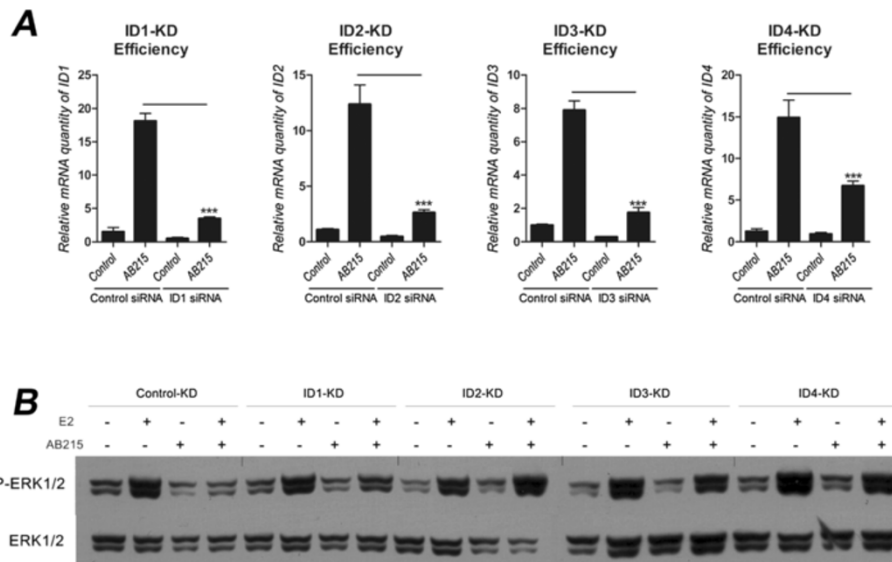 A
ID1-KD
Efficiency
Relative mRNA quantity of ID1
25
20
15
10
5
0
***
Control
AB215
Control
AB215
Control siRNA
ID1 siRNA
ID2-KD
Efficiency
Relative mRNA quantity of ID2
15
10
5
0
***
Control
AB215
Control
AB215
Control siRNA
ID2 siRNA
ID3-KD
Efficiency
Relative mRNA quantity of ID3
10
8
6
4
2
0
***
Control
AB215
Control
AB215
Control siRNA
ID3 siRNA
ID4-KD
Efficiency
Relative mRNA quantity of ID4
20
15
10
5
0
***
Control
AB215
Control
AB215
Control siRNA
ID4 siRNA
B
Control-KD ID1-KD ID2-KD ID3-KD ID4-KD
E2 - + - + - + - + - + - + - + - + - + - +
AB215 - - + + - - + + - - + + - - + + - - + +
P-ERK1/2
ERK1/2